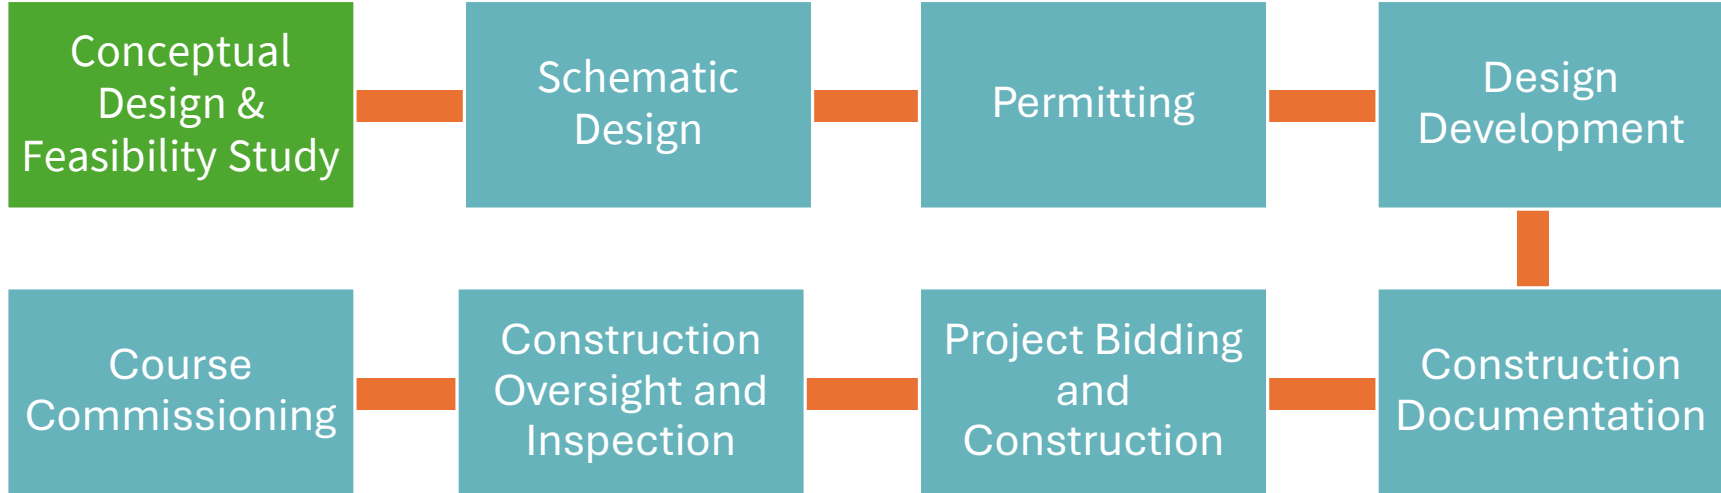 Conceptual
Design &
Feasibility Study
Schematic
Design
Permitting
Design
Development
Course
Commissioning
Construction
Oversight and
Inspection
Project Bidding
and
Construction
Construction
Documentation